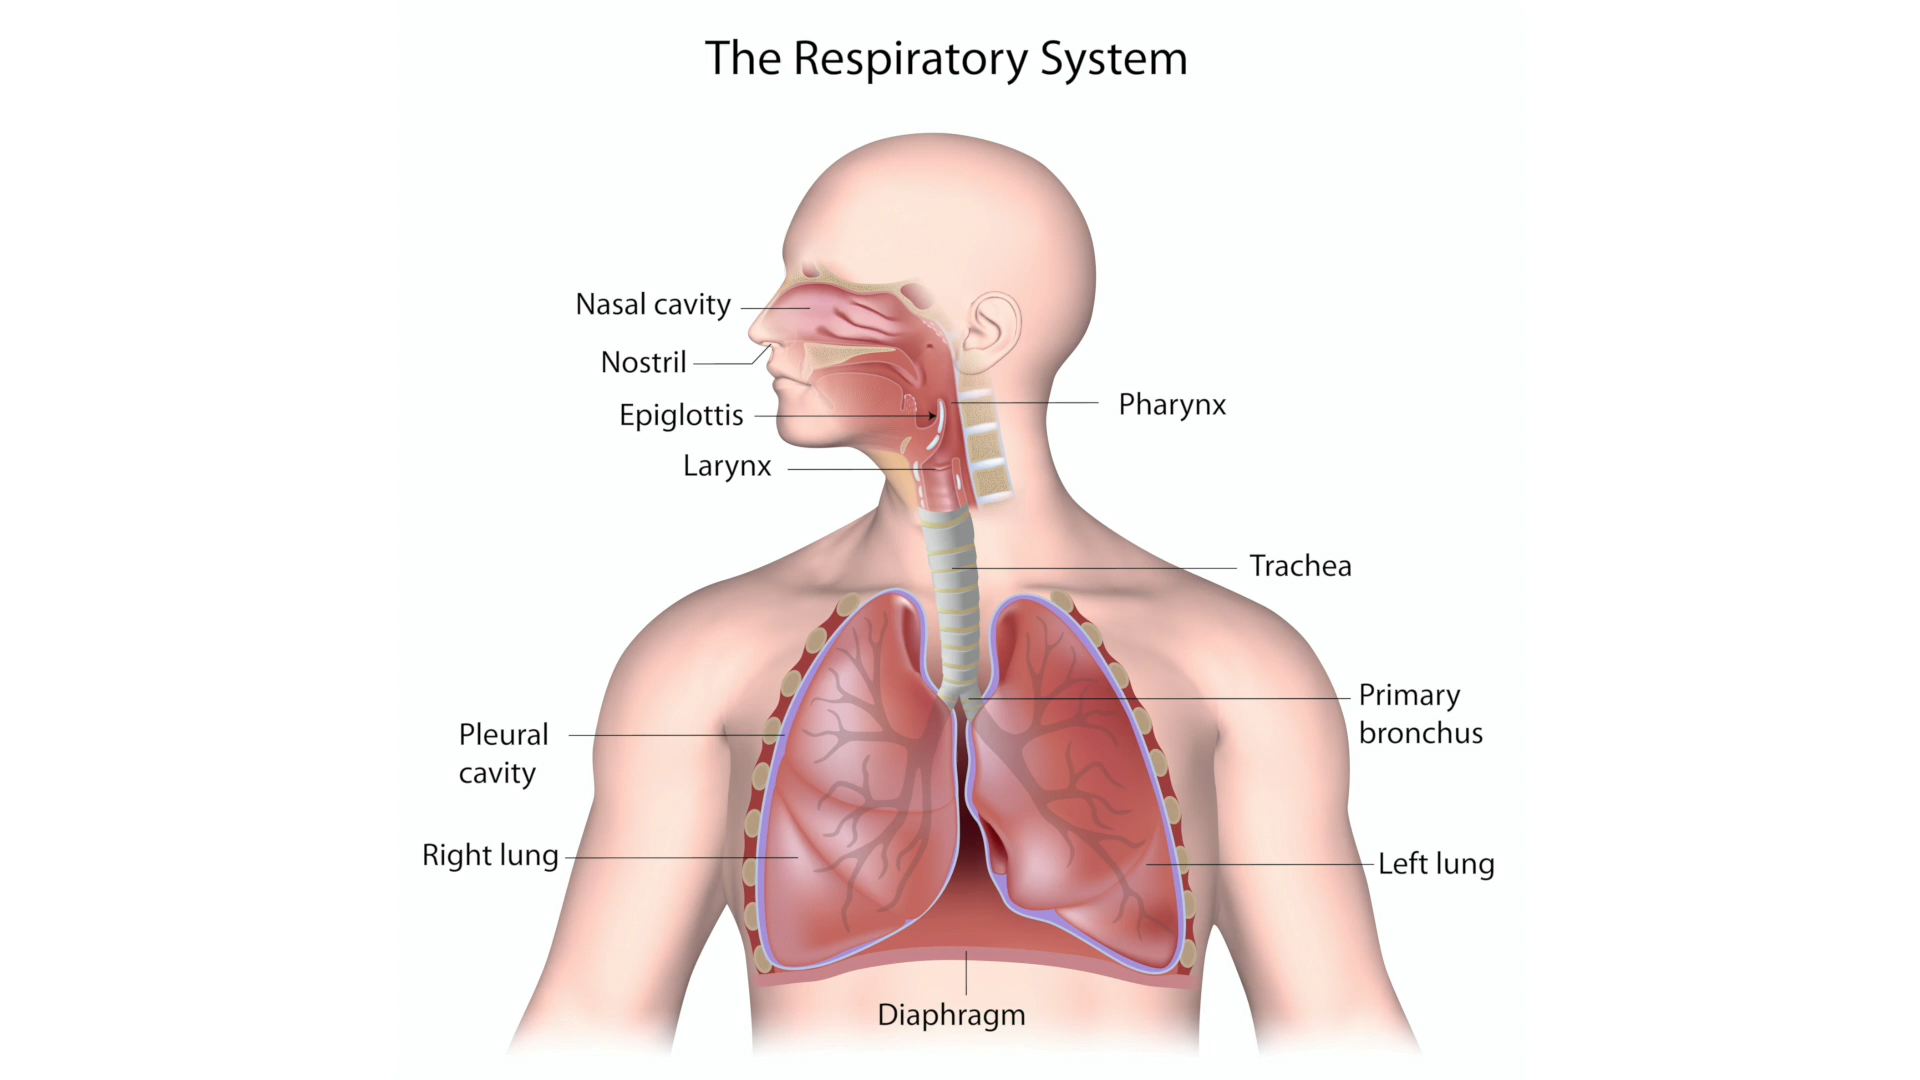 The Respiratory System
Nasal cavity
Nostril
Epiglottis
Pharynx
Larynx
Trachea
Primary
bronchus
Pleural
cavity
Right lung
Left lung
Diaphragm